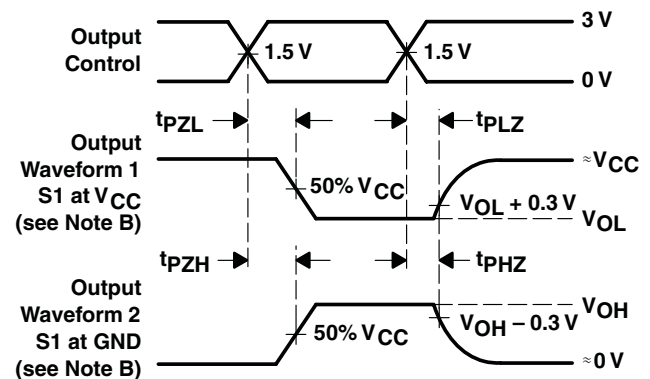 3 V
Output
Control
1.5 V
1.5 V
0 V
tPZL
tPLZ
Output
Waveform 1
S1 at VCC
(see Note B)
≈VCC
50% VCC
VOL + 0.3 V
VOL
tPZH
tPHZ
Output
Waveform 2
S1 at GND
(see Note B)
VOH
50% VCC
VOH – 0.3 V
≈0 V